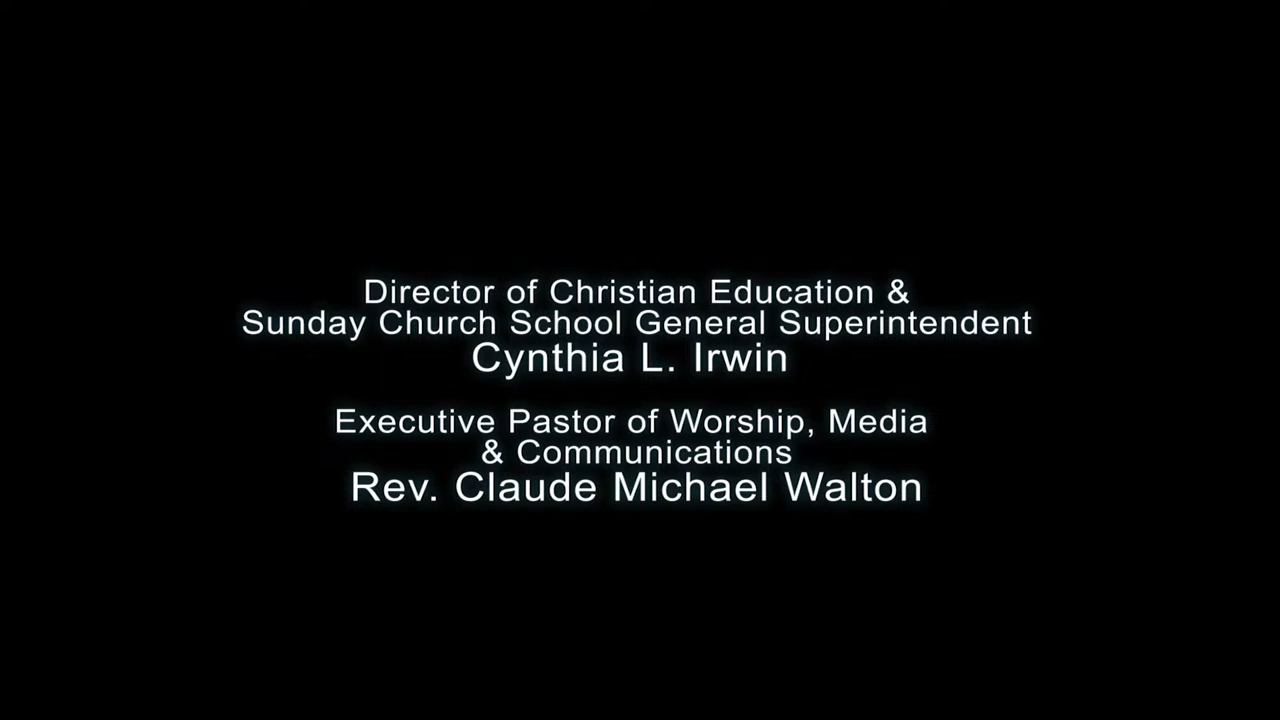 Director of Christian Education &
Sunday Church School General Superintendent
Cynthia L. Irwin
Executive Pastor of Worship, Media
& Communications
Rev. Claude Michael Walton